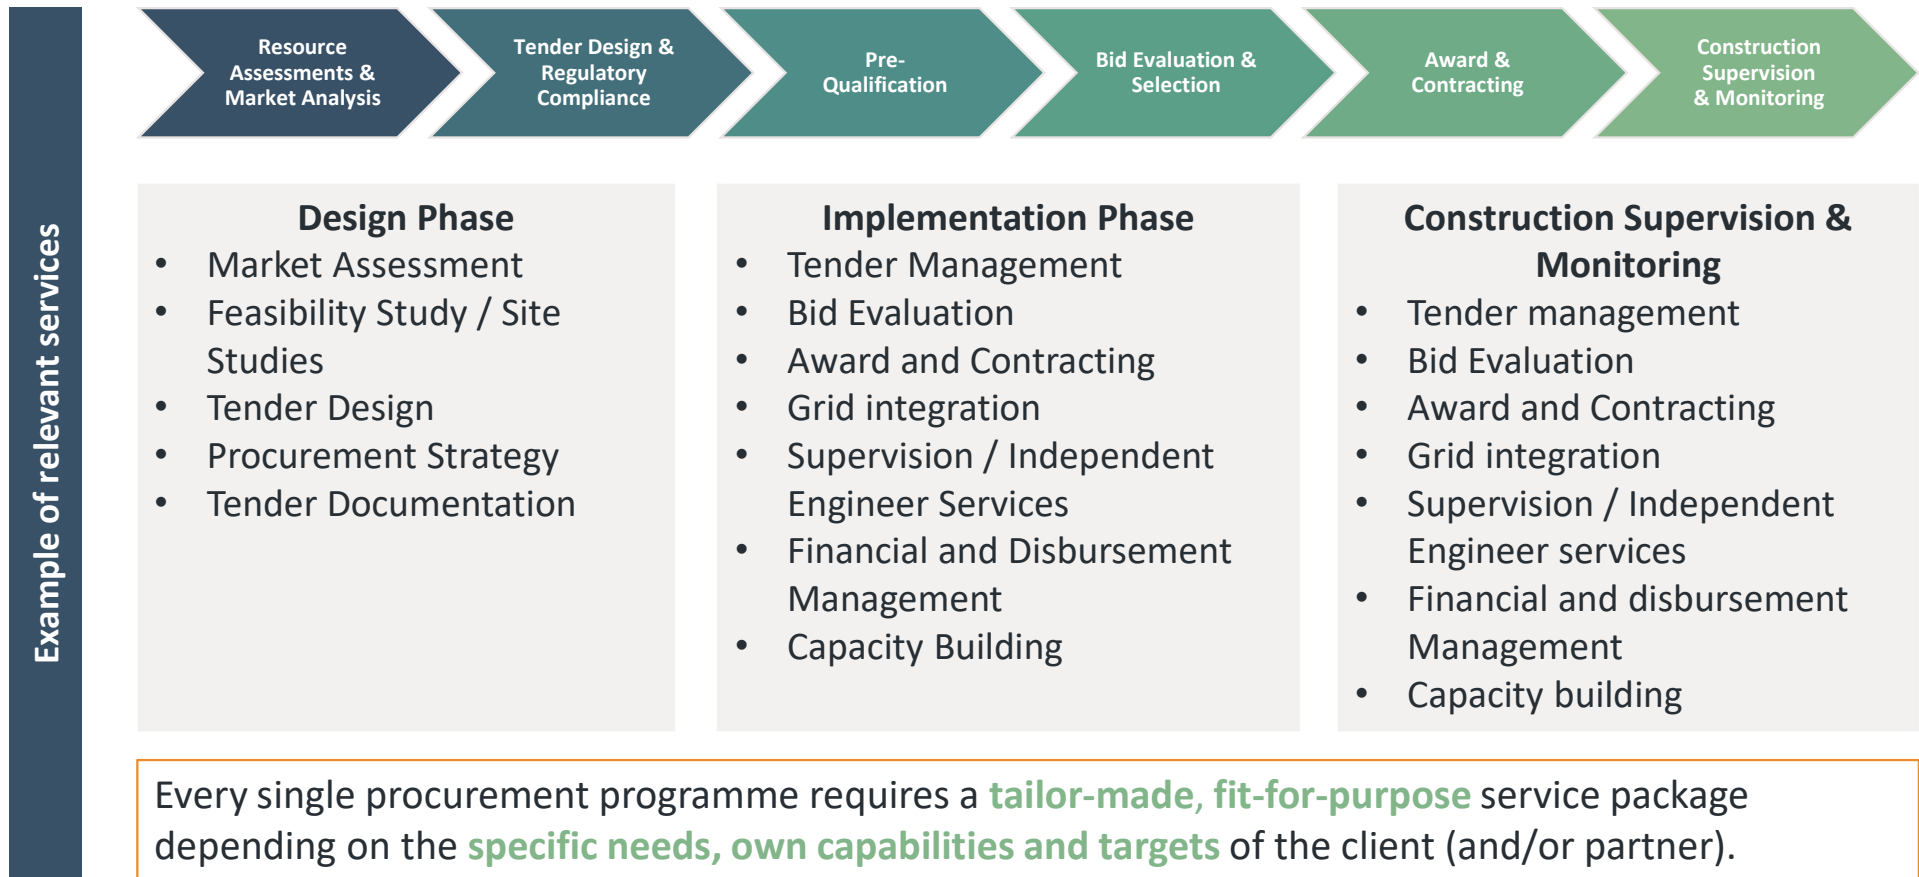 Example of relevant services
Resource
Assessments &
Market Analysis
Tender Design &
Regulatory
Compliance
Pre-
Qualification
Bid Evaluation &
Selection
Award &
Contracting
Construction
Supervision
& Monitoring
Design Phase
• Market Assessment
• Feasibility Study / Site
Studies
• Tender Design
• Procurement Strategy
• Tender Documentation
Implementation Phase
• Tender Management
• Bid Evaluation
• Award and Contracting
• Grid integration
• Supervision / Independent
Engineer Services
• Financial and Disbursement
Management
• Capacity Building
Construction Supervision &
Monitoring
• Tender management
• Bid Evaluation
• Award and Contracting
• Grid integration
• Supervision / Independent
Engineer services
• Financial and disbursement
Management
• Capacity building
Every single procurement programme requires a tailor-made, fit-for-purpose service package
depending on the specific needs, own capabilities and targets of the client (and/or partner).